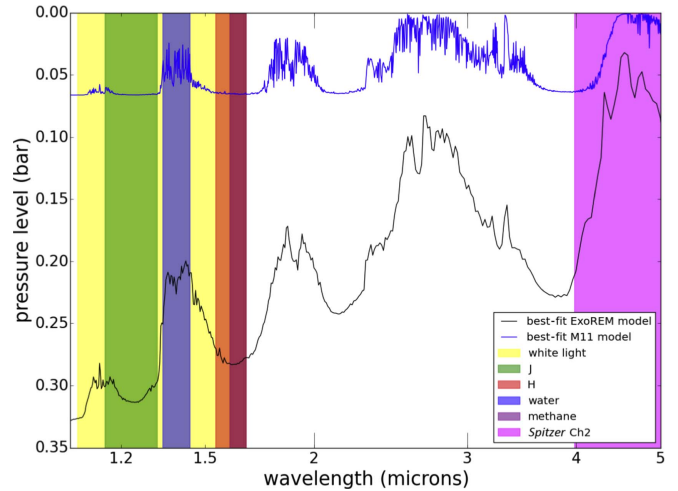 0.00
0.05
0.10
0.15
0.20
0.25
0.30
0.35
pressure level (bar)
best-fit ExoREM model
best-fit M11 model
white light
J
H
water
methane
Spitzer Ch2
1.2 1.5 2 3 4 5
wavelength (microns)